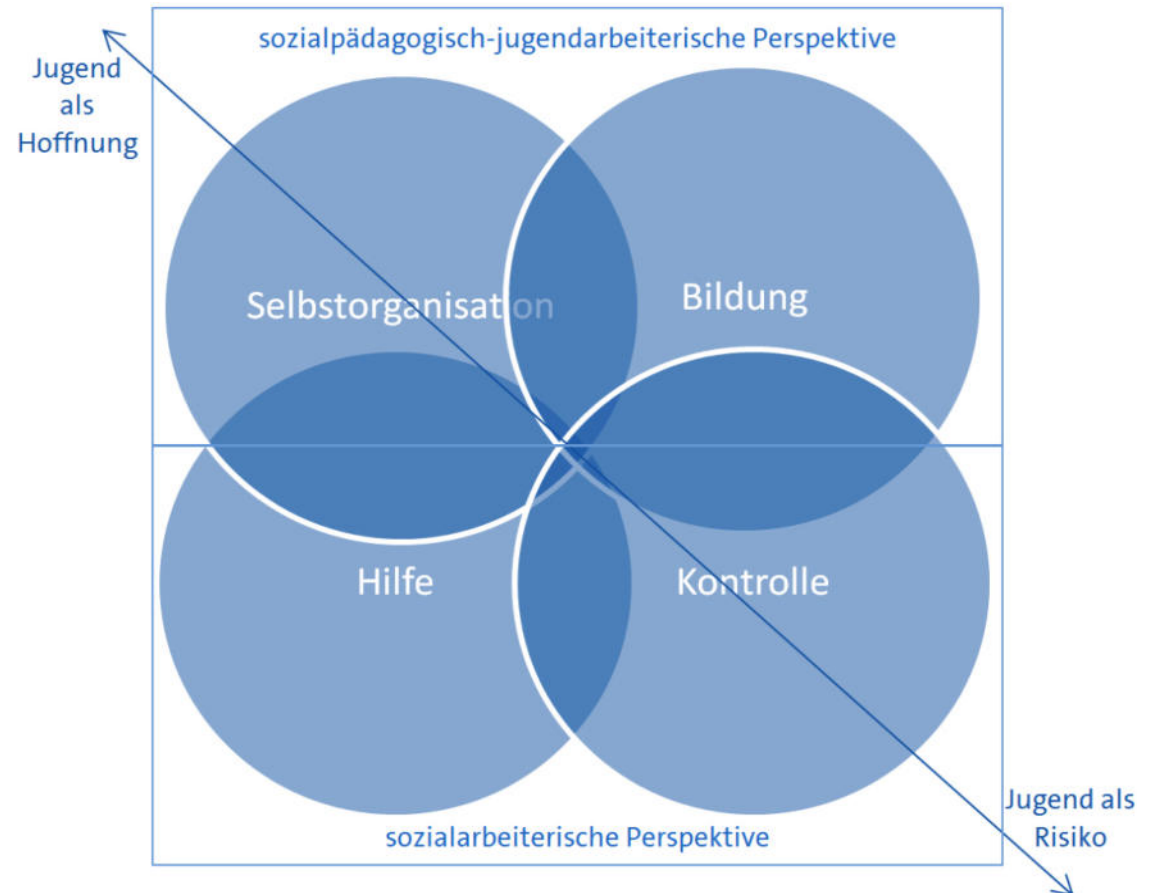 sozialpädagogisch-jugendarbeiterische Perspektive
Jugend
als
Hoffnung
Selbstorganisation
Bildung
Hilfe
Kontrolle
Jugend als
Risiko
sozialarbeiterische Perspektive